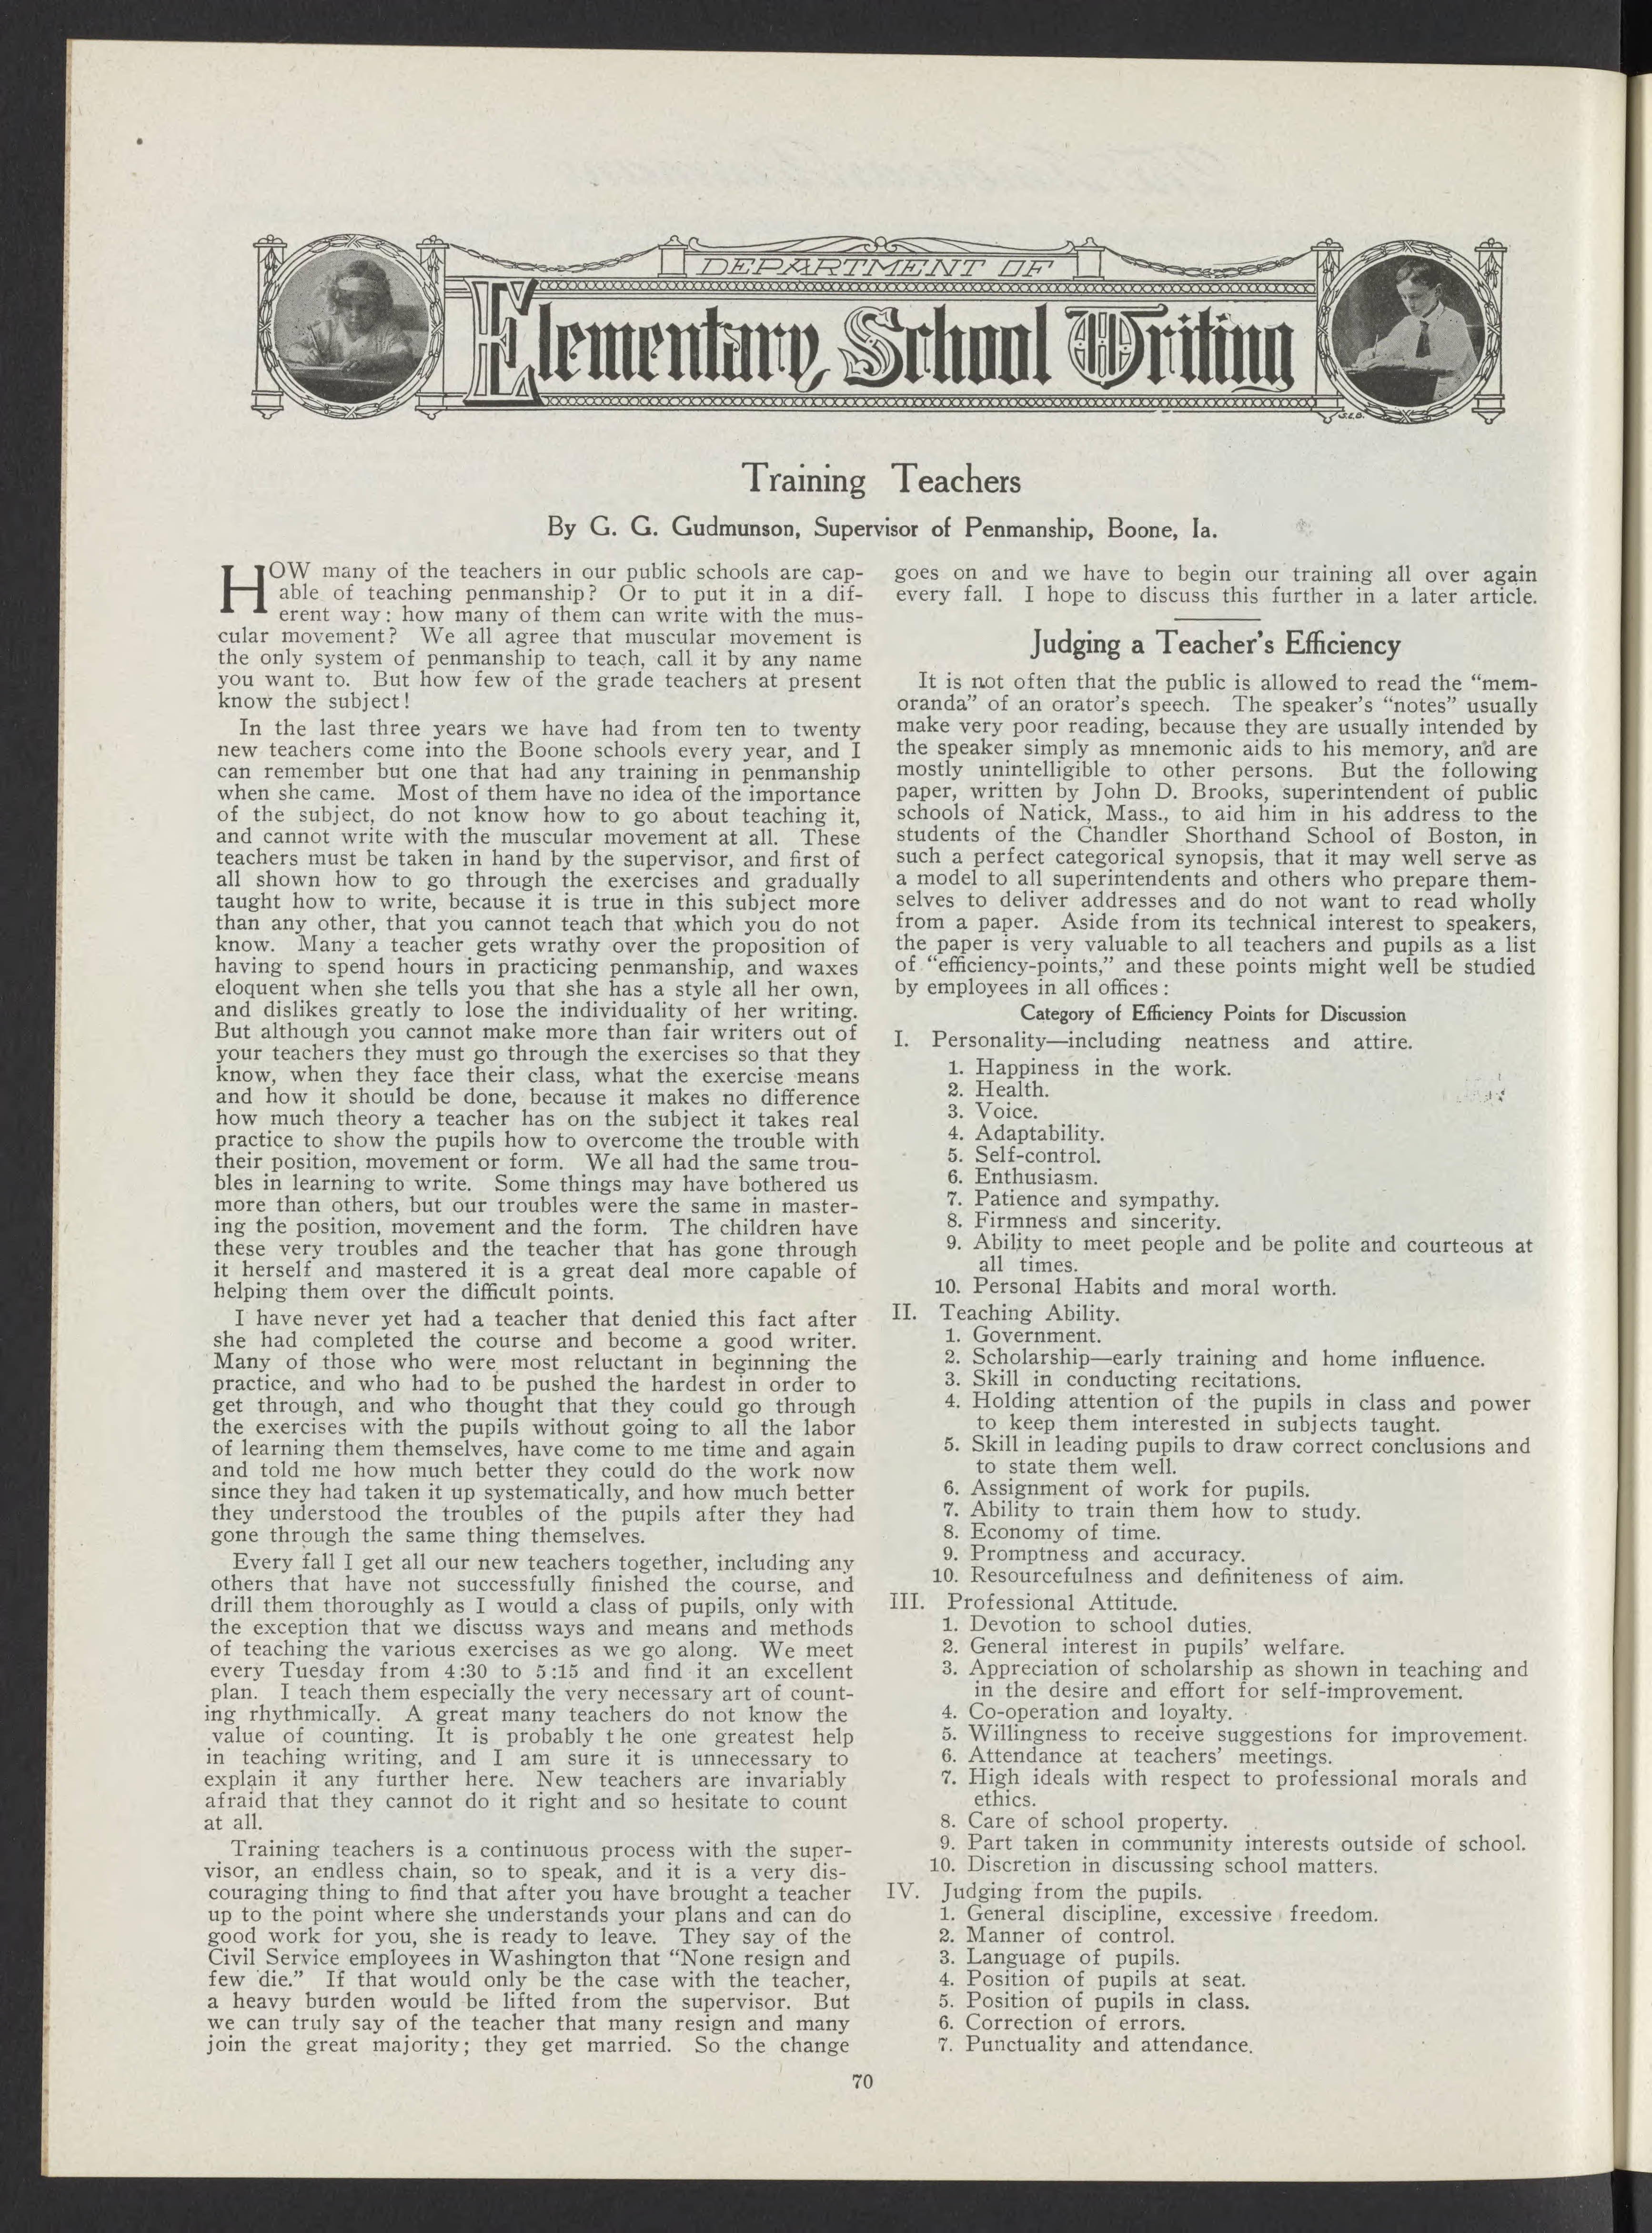 DEPARTMENT OF
Elementary School Writing
S.E.B.
Training Teachers
By G. G. Gudmunson, Supervisor of Penmanship, Boone, Ia.
HOW many of the teachers in our public schools are cap-
able of teaching penmanship? Or to put it in a dif-
erent way: how many of them can write with the mus-
cular movement? We all agree that muscular movement is
the only system of penmanship to teach, call it by any name
you want to. But how few of the grade teachers at present
know the subject!
In the last three years we have had from ten to twenty
new teachers come into the Boone schools every year, and I
can remember but one that had any training in penmanship
when she came. Most of them have no idea of the importance
of the subject, do not know how to go about teaching it,
and cannot write with the muscular movement at all. These
teachers must be taken in hand by the supervisor, and first of
all shown how to go through the exercises and gradually
taught how to write, because it is true in this subject more
than any other, that you cannot teach that which you do not
know. Many a teacher gets wrathy over the proposition of
having to spend hours in practicing penmanship, and waxes
eloquent when she tells you that she has a style all her own,
and dislikes greatly to lose the individuality of her writing.
But although you cannot make more than fair writers out of
your teachers they must go through the exercises so that they
know, when they face their class, what the exercise means
and how it should be done, because it makes no difference
how much theory a teacher has on the subject it takes real
practice to show the pupils how to overcome the trouble with
their position, movement or form. We all had the same trou-
bles in learning to write. Some things may have bothered us
more than others, but our troubles were the same in master-
ing the position, movement and the form. The children have
these very troubles and the teacher that has gone through
it herself and mastered it is a great deal more capable of
helping them over the difficult points.
I have never yet had a teacher that denied this fact after
she had completed the course and become a good writer.
Many of those who were most reluctant in beginning the
practice, and who had to be pushed the hardest in order to
get through, and who thought that they could go through
the exercises with the pupils without going to all the labor
of learning them themselves, have come to me time and again
and told me how much better they could do the work now
since they had taken it up systematically, and how much better
they understood the troubles of the pupils after they had
gone through the same thing themselves.
Every fall I get all our new teachers together, including any
others that have not successfully finished the course, and
drill them thoroughly as I would a class of pupils, only with
the exception that we discuss ways and means and methods
of teaching the various exercises as we go along. We meet
every Tuesday from 4:30 to 5:15 and find it an excellent
plan. I teach them especially the very necessary art of count-
ing rhythmically. A great many teachers do not know the
value of counting. It is probably the one greatest help
in teaching writing, and I am sure it is unnecessary to
explain it any further here. New teachers are invariably
afraid that they cannot do it right and so hesitate to count
at all.
Training teachers is a continuous process with the super-
visor, an endless chain, so to speak, and it is a very dis-
couraging thing to find that after you have brought a teacher
up to the point where she understands your plans and can do
good work for you, she is ready to leave. They say of the
Civil Service employees in Washington that “None resign and
few die.” If that would only be the case with the teacher,
a heavy burden would be lifted from the supervisor. But
we can truly say of the teacher that many resign and many
join the great majority; they get married. So the change
goes on and we have to begin our training all over again
every fall. I hope to discuss this further in a later article.
Judging a Teacher's Efficiency
It is not often that the public is allowed to read the “mem-
oranda” of an orator's speech. The speaker's “notes” usually
make very poor reading, because they are usually intended by
the speaker simply as mnemonic aids to his memory, and are
mostly unintelligible to other persons. But the following
paper, written by John D. Brooks, superintendent of public
schools of Natick, Mass., to aid him in his address to the
students of the Chandler Shorthand School of Boston, in
such a perfect categorical synopsis, that it may well serve as
a model to all superintendents and others who prepare them-
selves to deliver addresses and do not want to read wholly
from a paper. Aside from its technical interest to speakers,
the paper is very valuable to all teachers and pupils as a list
of “efficiency-points,” and these points might well be studied
by employees in all offices:
Category of Efficiency Points for Discussion
I. Personality—including neatness and attire.
1. Happiness in the work.
2. Health.
3. Voice.
4. Adaptability.
5. Self-control.
6. Enthusiasm.
7. Patience and sympathy.
8. Firmness and sincerity.
9. Ability to meet people and be polite and courteous at
all times.
10. Personal Habits and moral worth.
II. Teaching Ability.
1. Government.
2. Scholarship—early training and home influence.
3. Skill in conducting recitations.
4. Holding attention of the pupils in class and power
to keep them interested in subjects taught.
5. Skill in leading pupils to draw correct conclusions and
to state them well.
6. Assignment of work for pupils.
7. Ability to train them how to study.
8. Economy of time.
9. Promptness and accuracy.
10. Resourcefulness and definiteness of aim.
III. Professional Attitude.
1. Devotion to school duties.
2. General interest in pupils' welfare.
3. Appreciation of scholarship as shown in teaching and
in the desire and effort for self-improvement.
4. Co-operation and loyalty.
5. Willingness to receive suggestions for improvement.
6. Attendance at teachers' meetings.
7. High ideals with respect to professional morals and
ethics.
8. Care of school property.
9. Part taken in community interests outside of school.
10. Discretion in discussing school matters.
IV. Judging from the pupils.
1. General discipline, excessive freedom.
2. Manner of control.
3. Language of pupils.
4. Position of pupils at seat.
5. Position of pupils in class.
6. Correction of errors.
7. Punctuality and attendance.
70